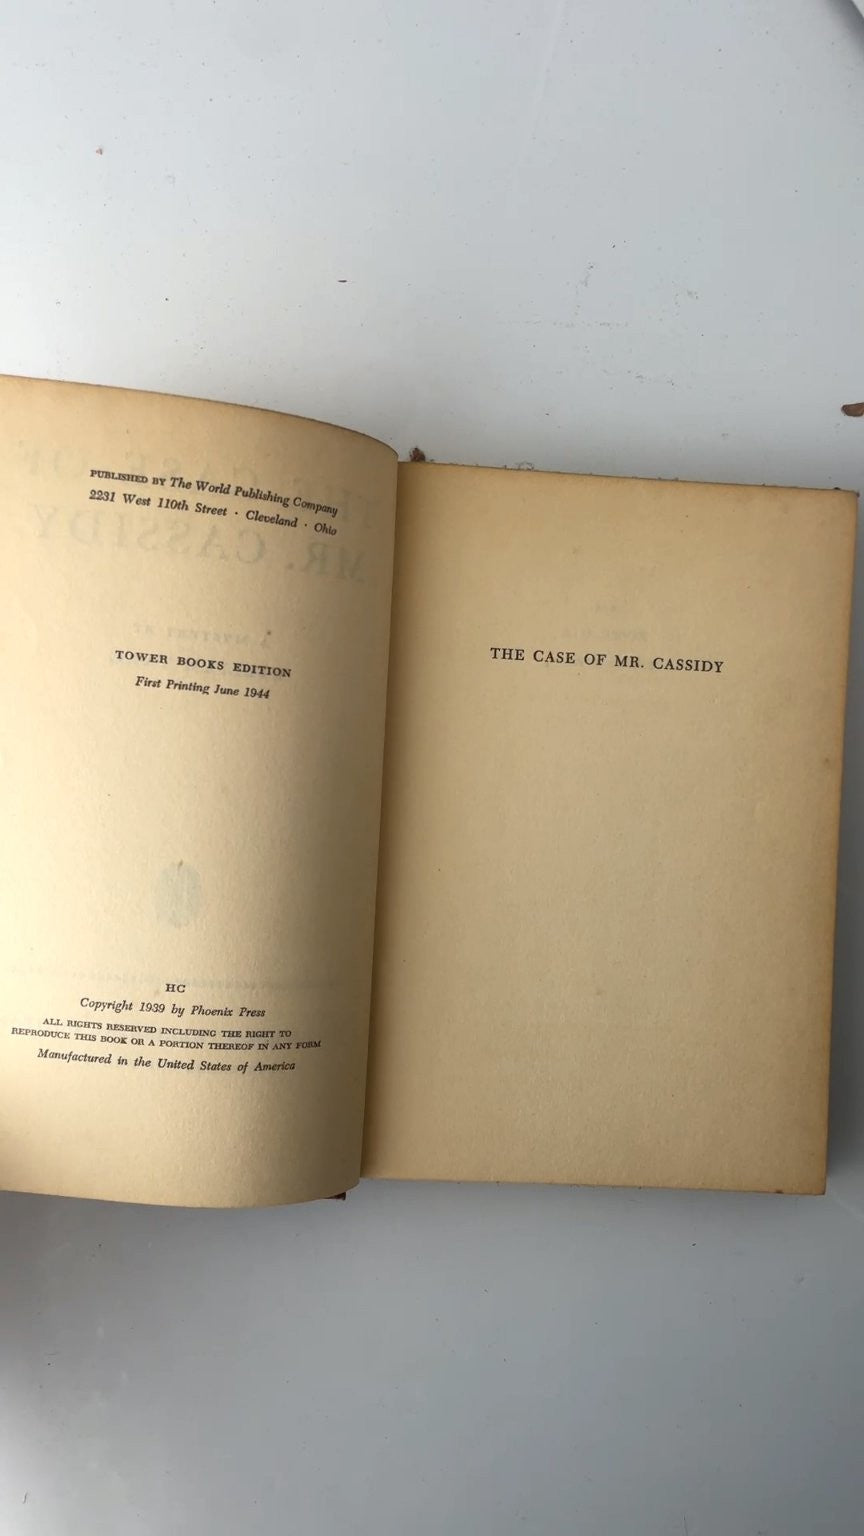 PUBLISHED BY The World Publishing Company
2231 West 110th Street · Cleveland · Ohio
TOWER BOOKS EDITION
First Printing June 1944
HC
Copyright 1939 by Phoenix Press
ALL RIGHTS RESERVED INCLUDING THE RIGHT TO
REPRODUCE THIS BOOK OR A PORTION THEREOF IN ANY FORM
Manufactured in the United States of America
THE CASE OF MR. CASSIDY